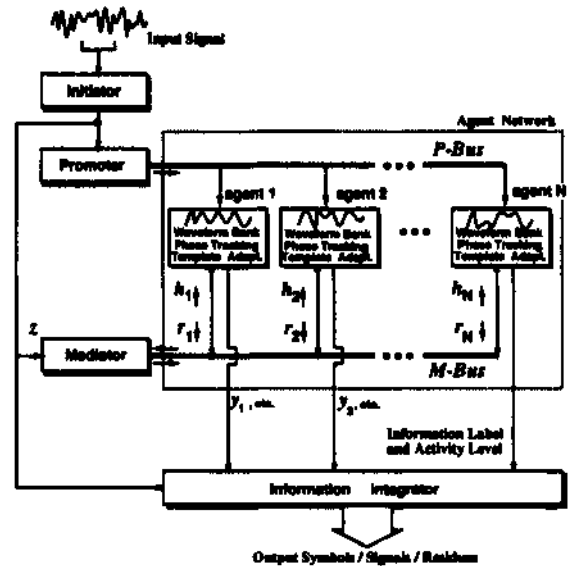 Input Signal
Initiator
Agent Network
Promoter
P-Bus
agent 1
agent 2
agent N
Waveform Bank
Phase Tracking
Template Adapt.
Waveform Bank
Phase Tracking
Template Adapt.
Waveform Bank
Phase Tracking
Template Adapt.
h1
h2
hN
z
r1
r2
rN
Mediator
M-Bus
y1, etc.
y2, etc.
Information Label
and Activity Level
Information Integrator
Output Symbols / Signals / Residues